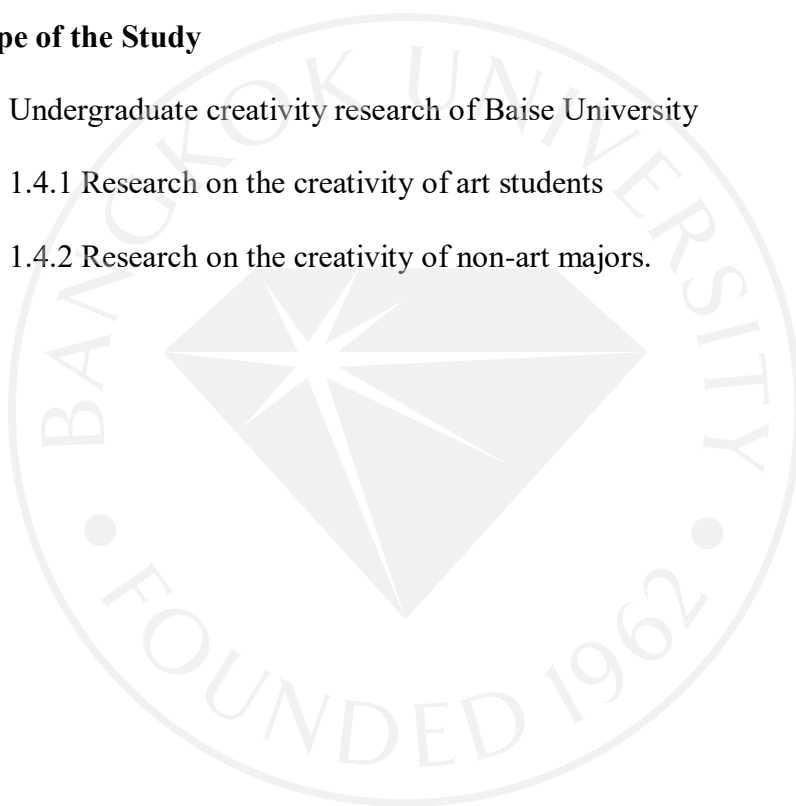 pe of the Study
Undergraduate creativity research of Baise University
1.4.1 Research on the creativity of art students
1.4.2 Research on the creativity of non-art majors.
BANGKOK UNIVERSITY
FOUNDED 1962